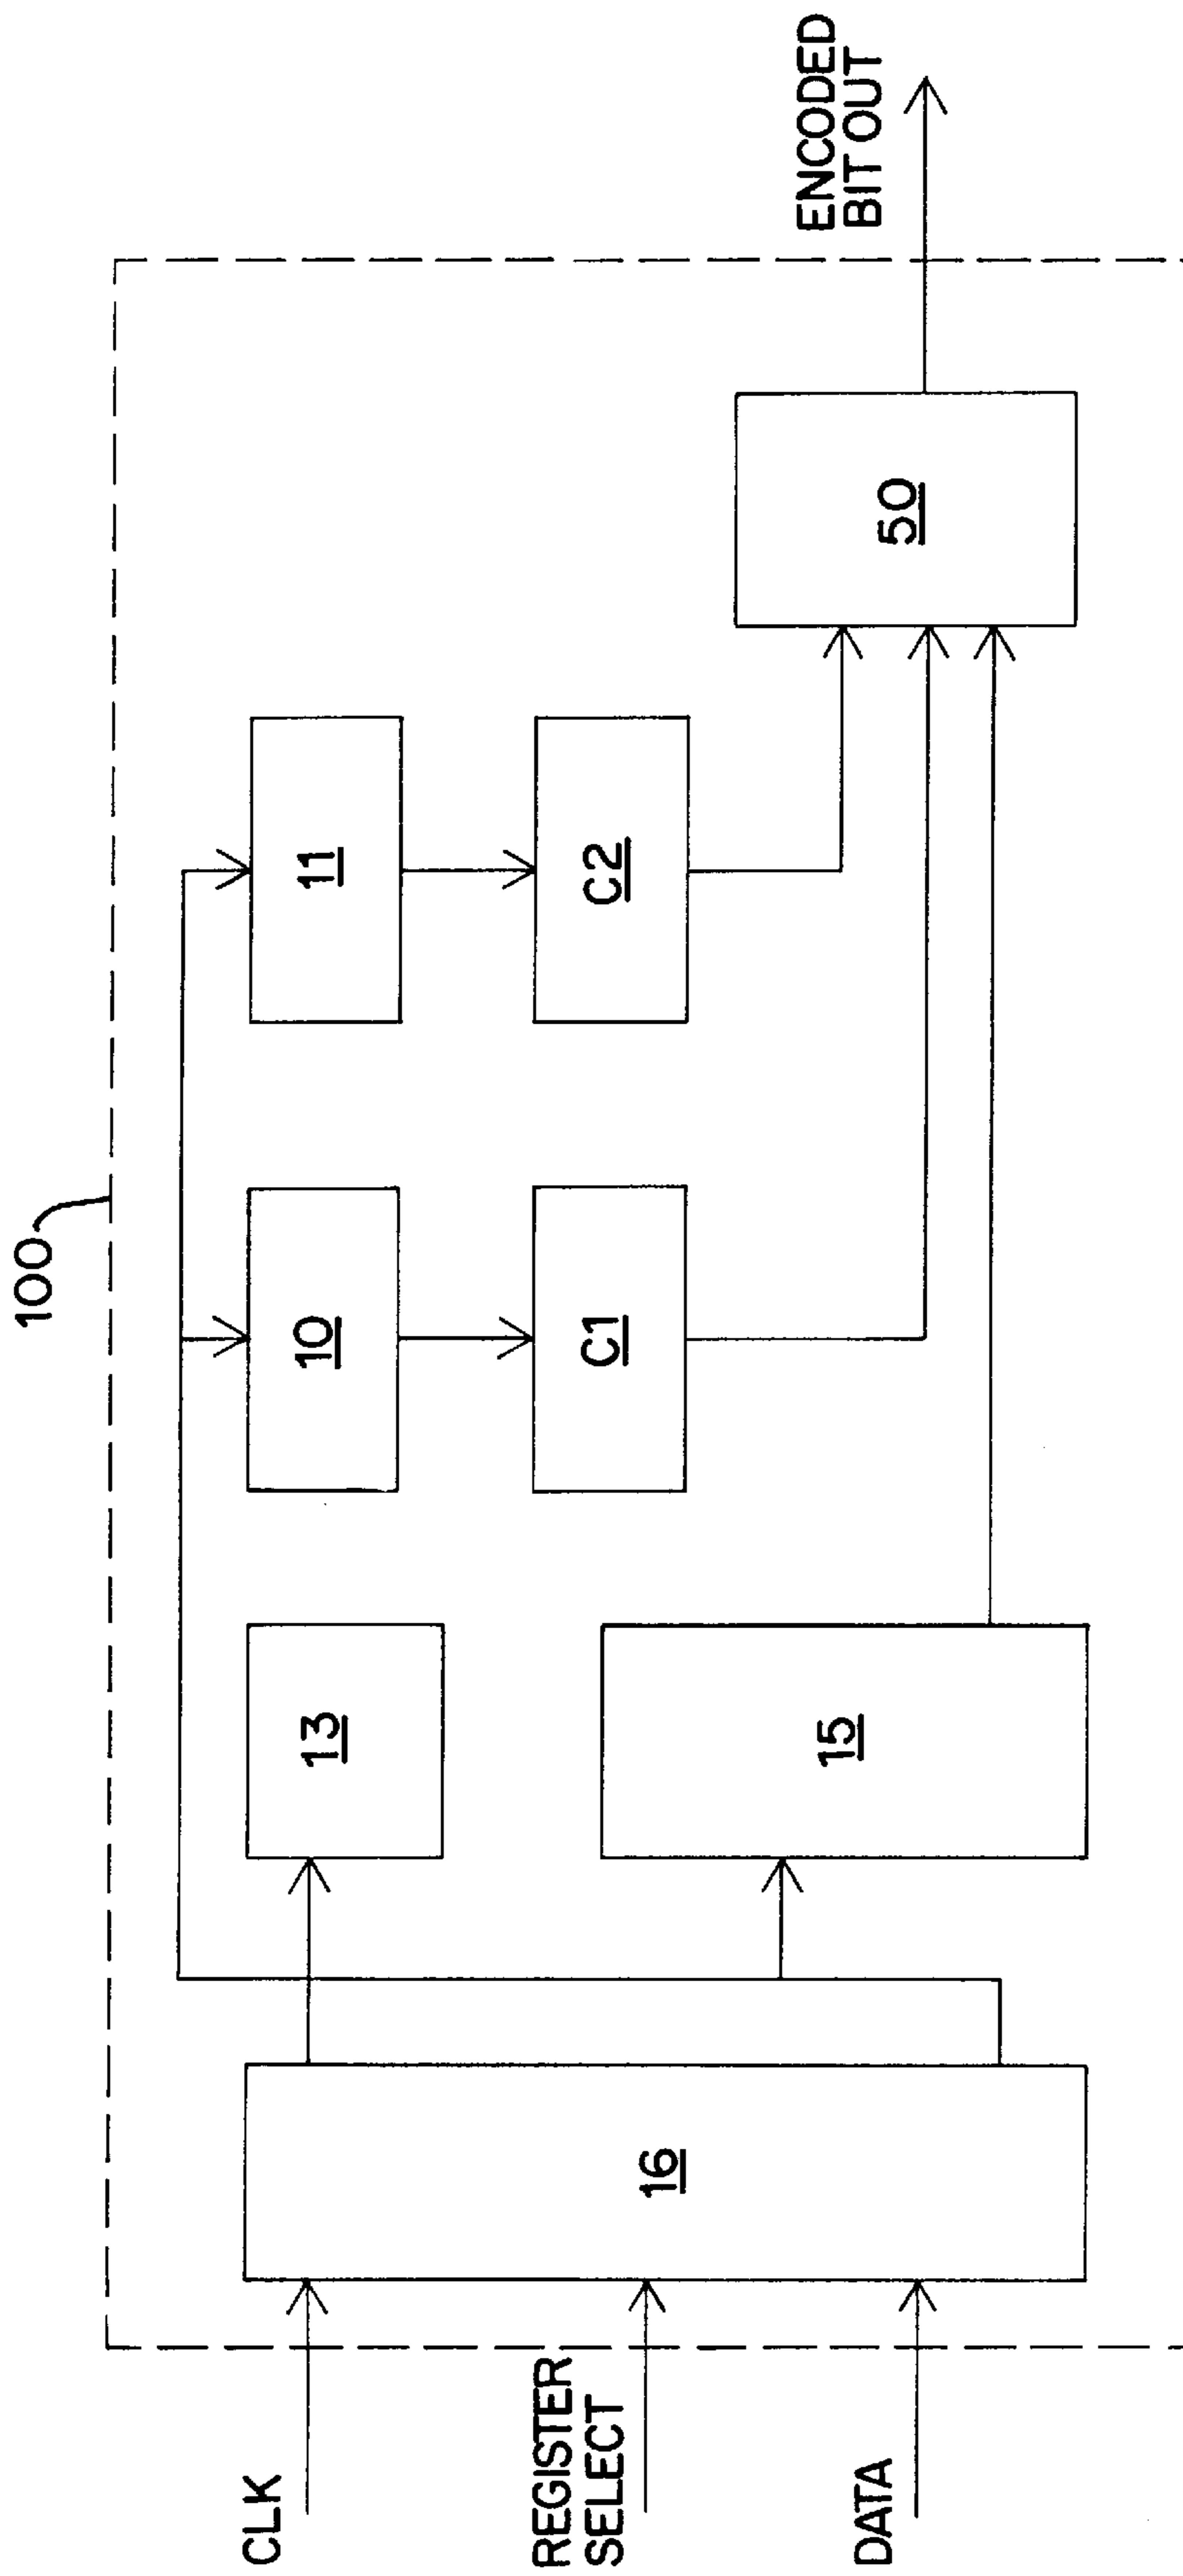 100
CLK
REGISTER
SELECT
DATA
16
13
15
10
C1
11
C2
50
ENCODED
BIT OUT